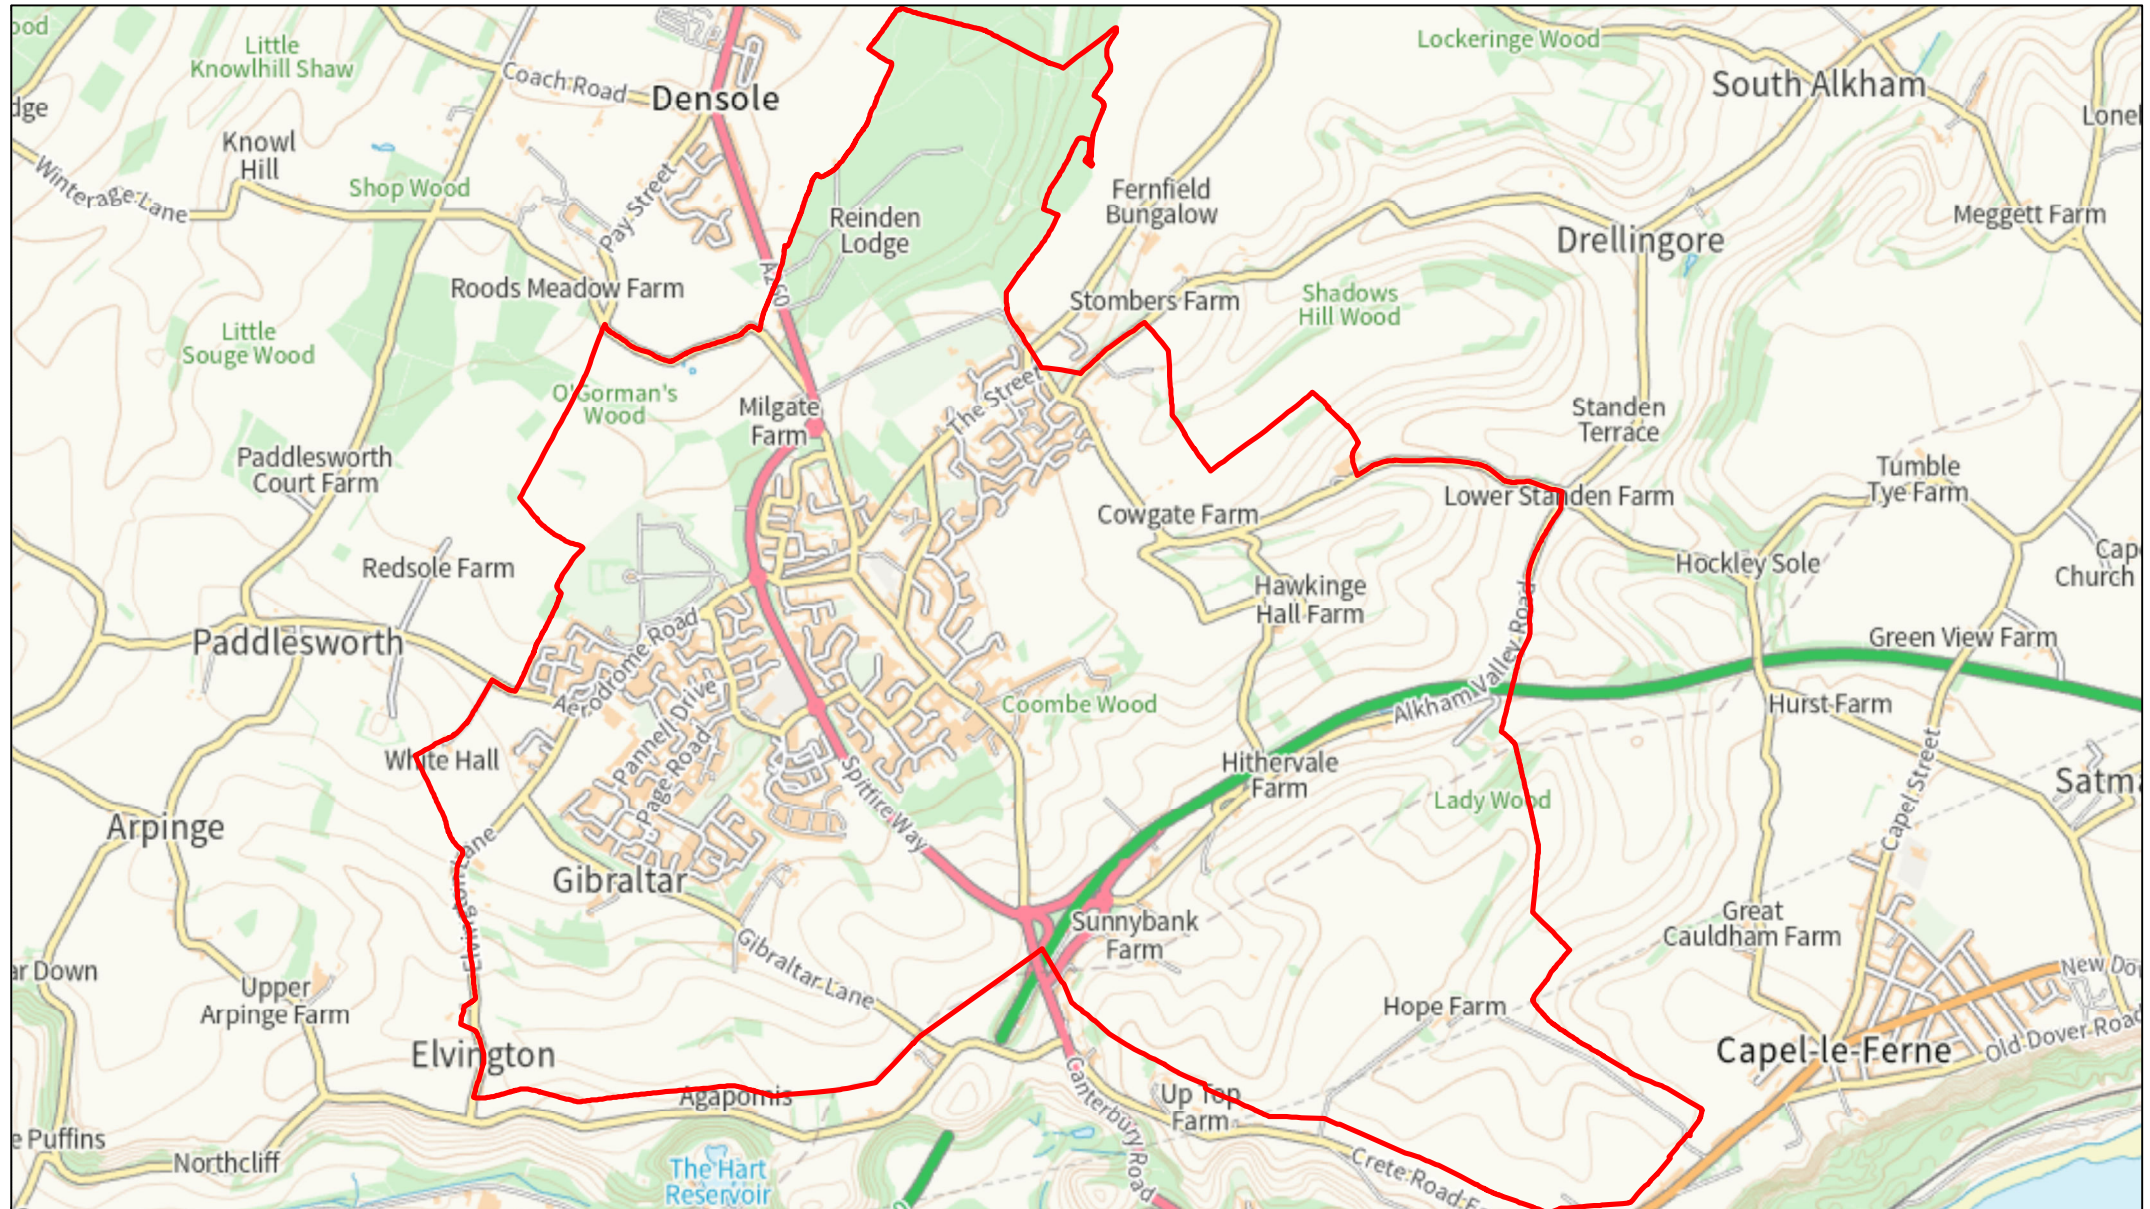 Little
Knowlhill Shaw
Lockeringe Wood
Coach Road
Densole
South Alkham
Knowl
Hill
Shop Wood
Winterage Lane
Pay Street
Fernfield
Bungalow
Reinden
Lodge
Meggett Farm
Drellingore
A260
Roods Meadow Farm
Stombers Farm
Shadows
Hill Wood
Little
Souge Wood
O'Gorman's
Wood
Milgate
Farm
The Street
Standen
Terrace
Paddlesworth
Court Farm
Tumble
Tye Farm
Lower Standen Farm
Cowgate Farm
Redsole Farm
Hockley Sole
Church
Hawkinge
Hall Farm
Paddlesworth
Aerodrome Road
Alkham Valley Road
Green View Farm
Coombe Wood
Hurst Farm
Pannell Drive
Page Road
White Hall
Spitfire Way
Hithervale
Farm
Lady Wood
Capel Street
Arpinge
Gibraltar
Gibraltar Lane
Sunnybank
Farm
Great
Cauldham Farm
Upper
Arpinge Farm
Hope Farm
Elvington
Elvington Lane
Capel-le-Ferne
Old Dover Road
Agapomis
Up Top
Farm
Canterbury Road
Puffins
Northcliff
The Hart
Reservoir
Crete Road